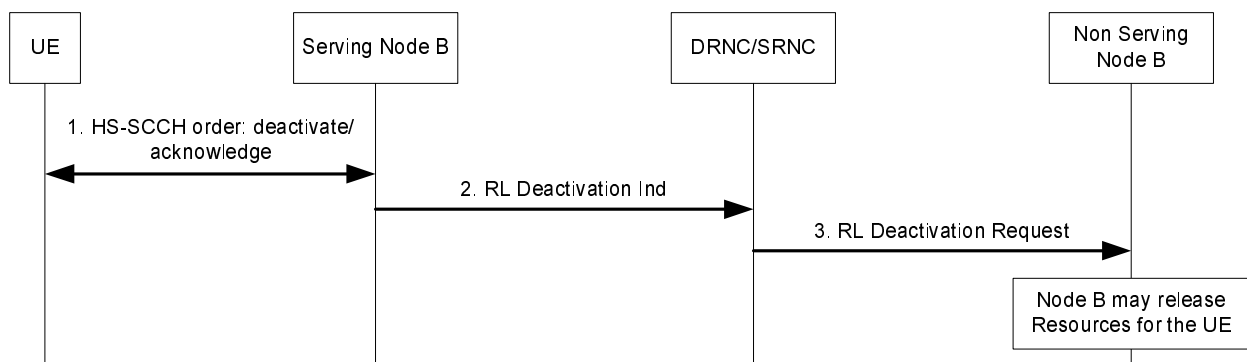 UE
Serving Node B
DRNC/SRNC
Non Serving
Node B
1. HS-SCCH order: deactivate/
acknowledge
2. RL Deactivation Ind
3. RL Deactivation Request
Node B may release
Resources for the UE